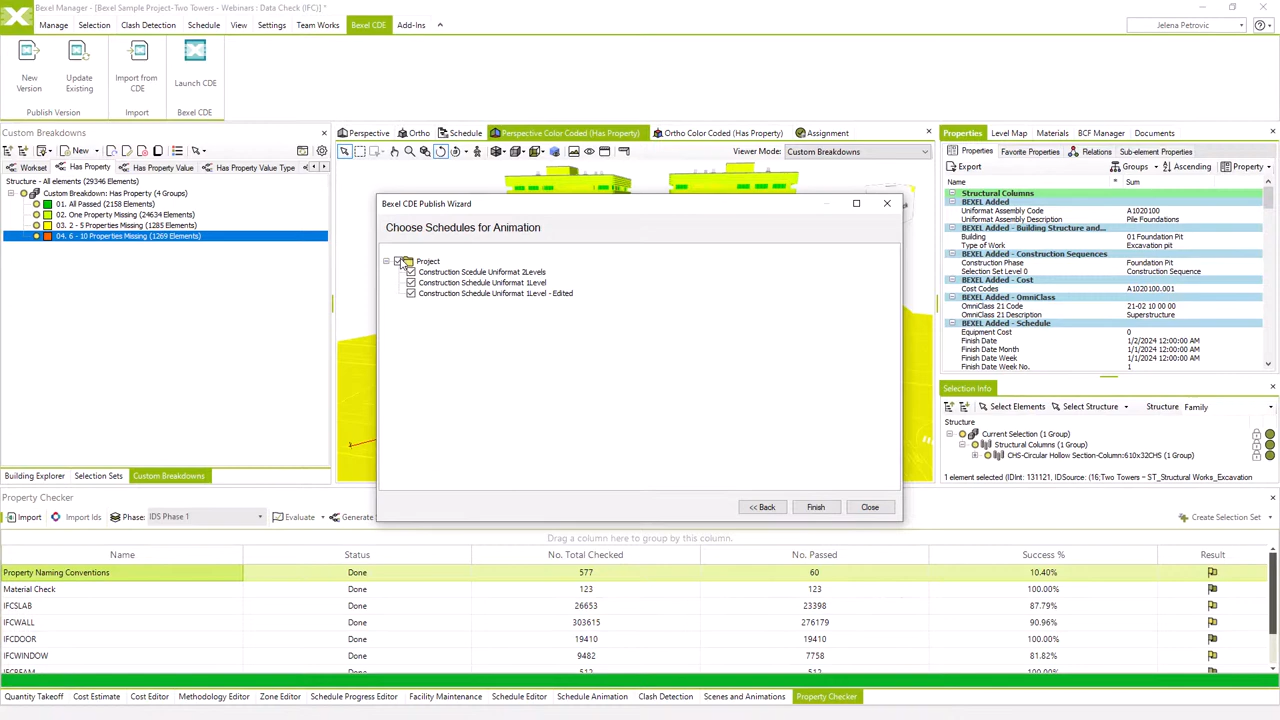 Bexel Manager - Bexel Sample Project-Two Towers - Webinars : Data Check (IFC) *
Manage Selection Clash Detection Schedule View Settings Team Works Bexel CDE Add-Ins
Jelena Petrovic
New Version
Update Existing
Import from CDE
Launch CDE
Publish Version Import Bexel CDE
Custom Breakdowns
New
Workset Has Property Has Property Value Has Property Value Type
Structure - All elements (29346 Elements)
Custom Breakdowns: Has Property (4 Groups)
01. All Passed (2158 Elements)
02. One Property Missing (24634 Elements)
03. 2 - 5 Properties Missing (1285 Elements)
04. 6 - 10 Properties Missing (1269 Elements)
Building Explorer Selection Sets Custom Breakdowns
Perspective Ortho Schedule Perspective Color Coded (Has Property) Ortho Color Coded (Has Property) Assignment
Viewer Mode: Custom Breakdowns
Bexel CDE Publish Wizard
Choose Schedules for Animation
Project
Construction Scedule Uniformat 2Levels
Construction Schedule Uniformat 1Level
Construction Schedule Uniformat 1Level - Edited
<< Back Finish Close
Properties Level Map Materials BCF Manager Documents
Properties Favorite Properties Relations Sub-element Properties
Export Groups Ascending Property
Name Sum
Structural Columns
BEXEL Added
Uniformat Assembly Code A1020100
Uniformat Assembly Description Pile Foundations
BEXEL Added - Building Structure and...
Building 01 Foundation Pit
Type of Work Excavation pit
BEXEL Added - Construction Sequences
Construction Phase Foundation Pit
Selection Set Level 0 Construction Sequence
BEXEL Added - Cost
Cost Codes A1020100.001
BEXEL Added - OmniClass
OmniClass 21 Code 21-02 10 00 00
OmniClass 21 Description Superstructure
BEXEL Added - Schedule
Equipment Cost 0
Finish Date 1/2/2024 12:00:00 AM
Finish Date Month 1/1/2024 12:00:00 AM
Finish Date Week 1/1/2024 12:00:00 AM
Finish Date Week No. 1
Selection Info
Select Elements Select Structure Structure Family
Structure
Current Selection (1 Group)
Structural Columns (1 Group)
CHS-Circular Hollow Section-Column:610x32CHS (1 Group)
1 element selected (IDInt: 131121, IDSource: (16;Two Towers – ST_Structural Works_Excavation
Property Checker
Import Import Ids Phase: IDS Phase 1 Evaluate Generate Create Selection Set
Drag a column here to group by this column.
Name Status No. Total Checked No. Passed Success % Result
Property Naming Conventions Done 577 60 10.40%
Material Check Done 123 123 100.00%
IFCSLAB Done 26653 23398 87.79%
IFCWALL Done 303615 276179 90.96%
IFCDOOR Done 19410 19410 100.00%
IFCWINDOW Done 9482 7758 81.82%
IFCBEAM Done 512 512 100.00%
Quantity Takeoff Cost Estimate Cost Editor Methodology Editor Zone Editor Schedule Progress Editor Facility Maintenance Schedule Editor Schedule Animation Clash Detection Scenes and Animations Property Checker